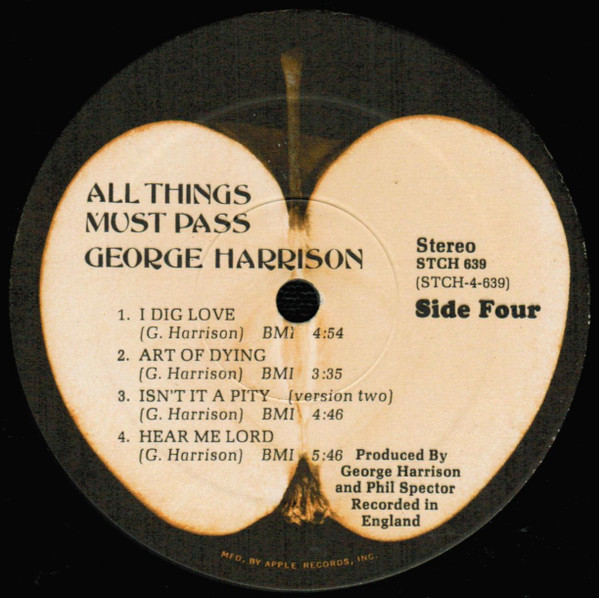 ALL THINGS
MUST PASS
GEORGE HARRISON
Stereo
STCH 639
(STCH-4-639)
Side Four
1. I DIG LOVE
(G. Harrison) BMI 4:54
2. ART OF DYING
(G. Harrison) BMI 3:35
3. ISN'T IT A PITY (version two)
(G. Harrison) BMI 4:46
4. HEAR ME LORD
(G. Harrison) BMI 5:46
Produced By
George Harrison
and Phil Spector
Recorded in
England
MFD. BY APPLE RECORDS, INC.